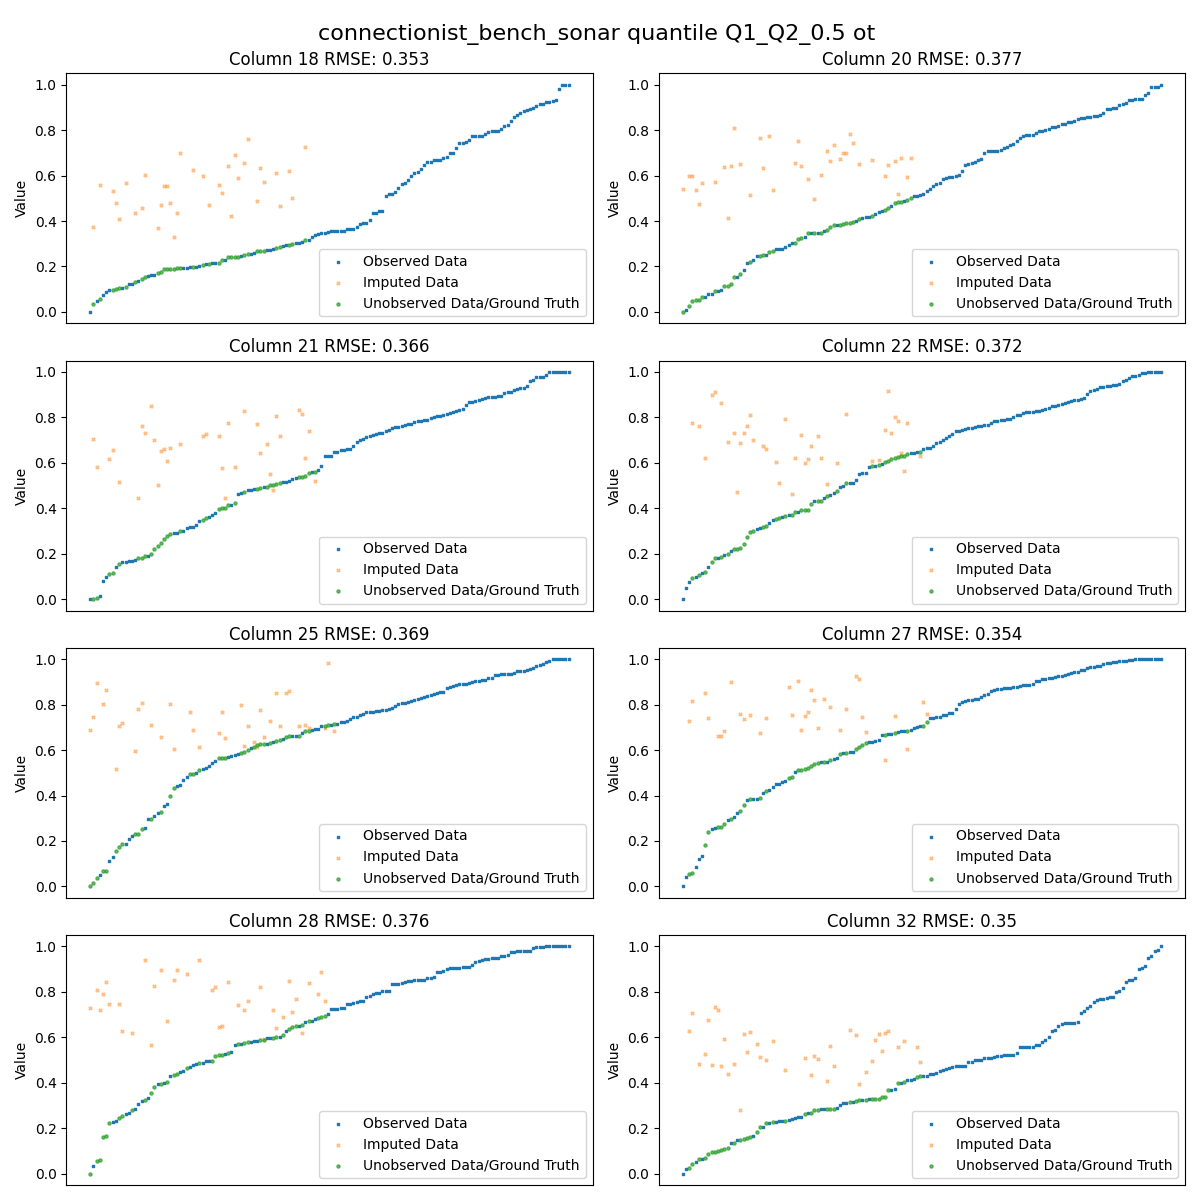 connectionist_bench_sonar quantile Q1_Q2_0.5 ot
Column 18 RMSE: 0.353
1.0
0.8
0.6
0.4
0.2
0.0
Value
Observed Data
Imputed Data
Unobserved Data/Ground Truth
Column 20 RMSE: 0.377
1.0
0.8
0.6
0.4
0.2
0.0
Value
Observed Data
Imputed Data
Unobserved Data/Ground Truth
Column 21 RMSE: 0.366
1.0
0.8
0.6
0.4
0.2
0.0
Value
Observed Data
Imputed Data
Unobserved Data/Ground Truth
Column 22 RMSE: 0.372
1.0
0.8
0.6
0.4
0.2
0.0
Value
Observed Data
Imputed Data
Unobserved Data/Ground Truth
Column 25 RMSE: 0.369
1.0
0.8
0.6
0.4
0.2
0.0
Value
Observed Data
Imputed Data
Unobserved Data/Ground Truth
Column 27 RMSE: 0.354
1.0
0.8
0.6
0.4
0.2
0.0
Value
Observed Data
Imputed Data
Unobserved Data/Ground Truth
Column 28 RMSE: 0.376
1.0
0.8
0.6
0.4
0.2
0.0
Value
Observed Data
Imputed Data
Unobserved Data/Ground Truth
Column 32 RMSE: 0.35
1.0
0.8
0.6
0.4
0.2
0.0
Value
Observed Data
Imputed Data
Unobserved Data/Ground Truth